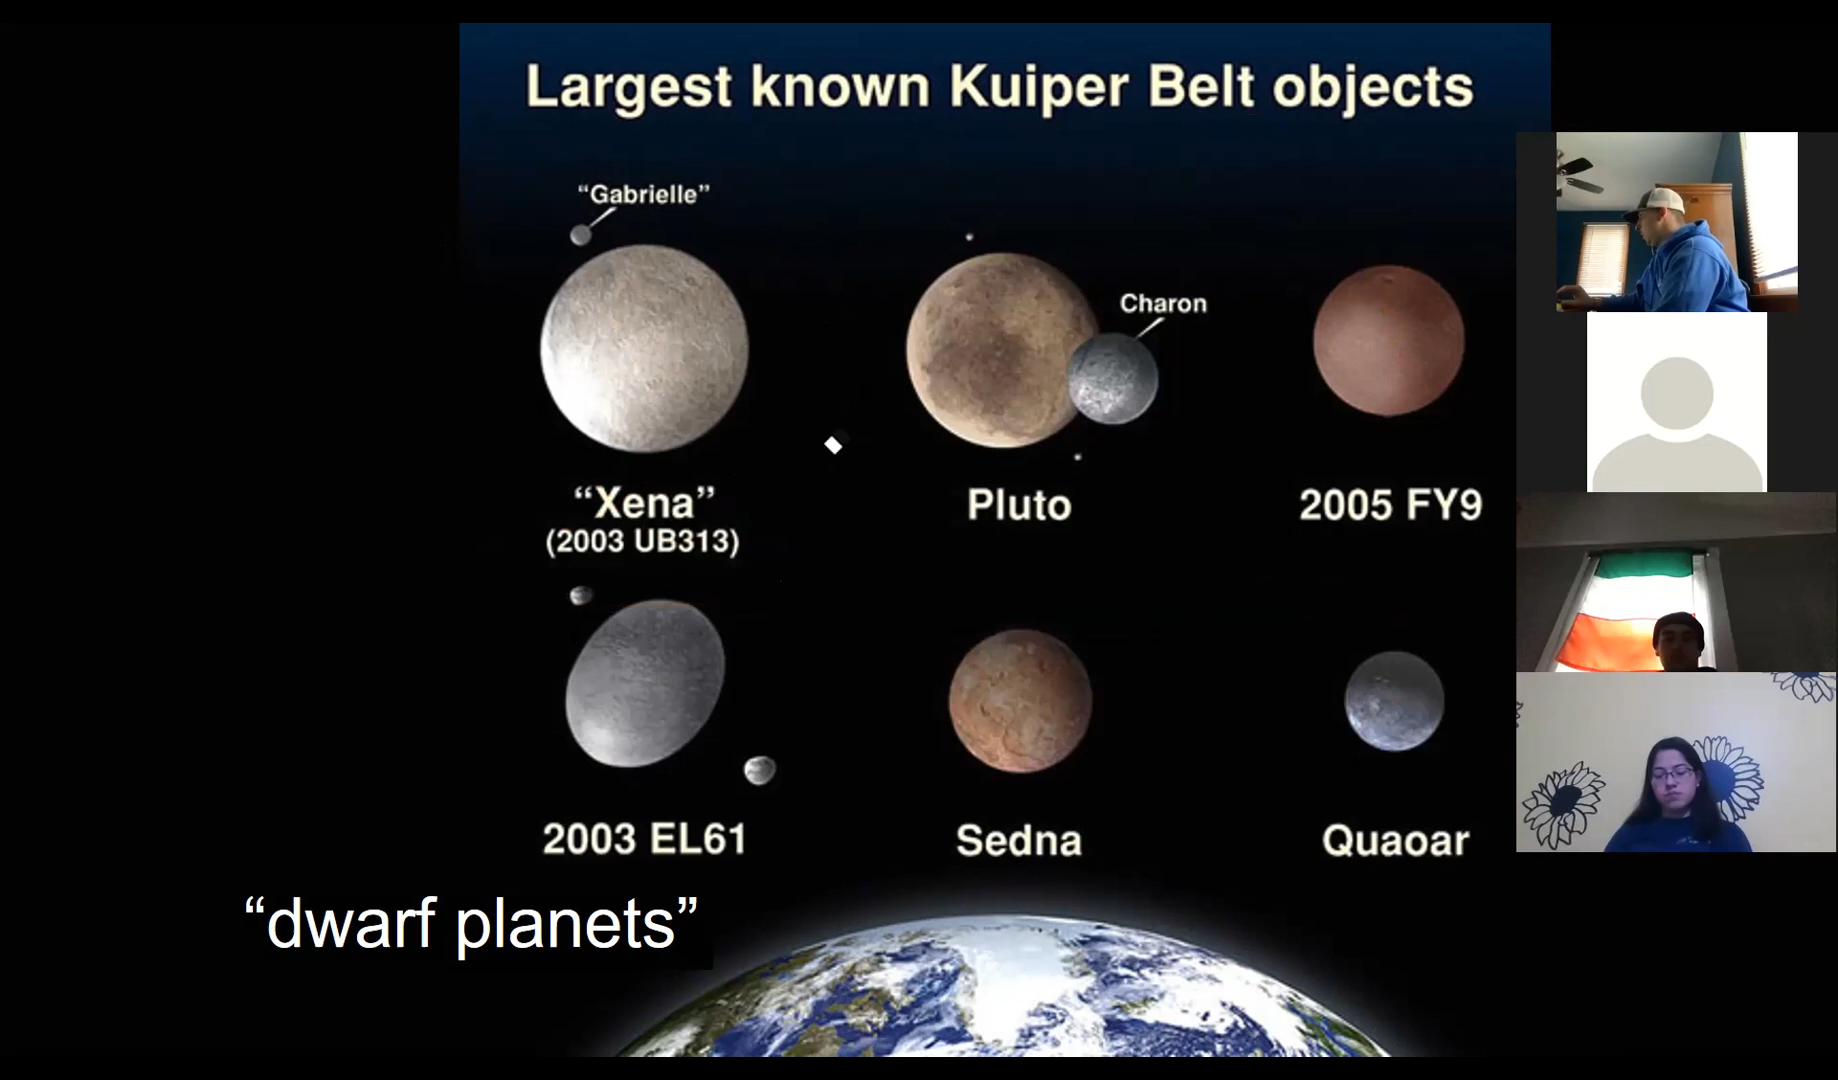 Largest known Kuiper Belt objects
“Gabrielle”
Charon
“Xena”
(2003 UB313)
Pluto
2005 FY9
2003 EL61
Sedna
Quaoar
“dwarf planets”